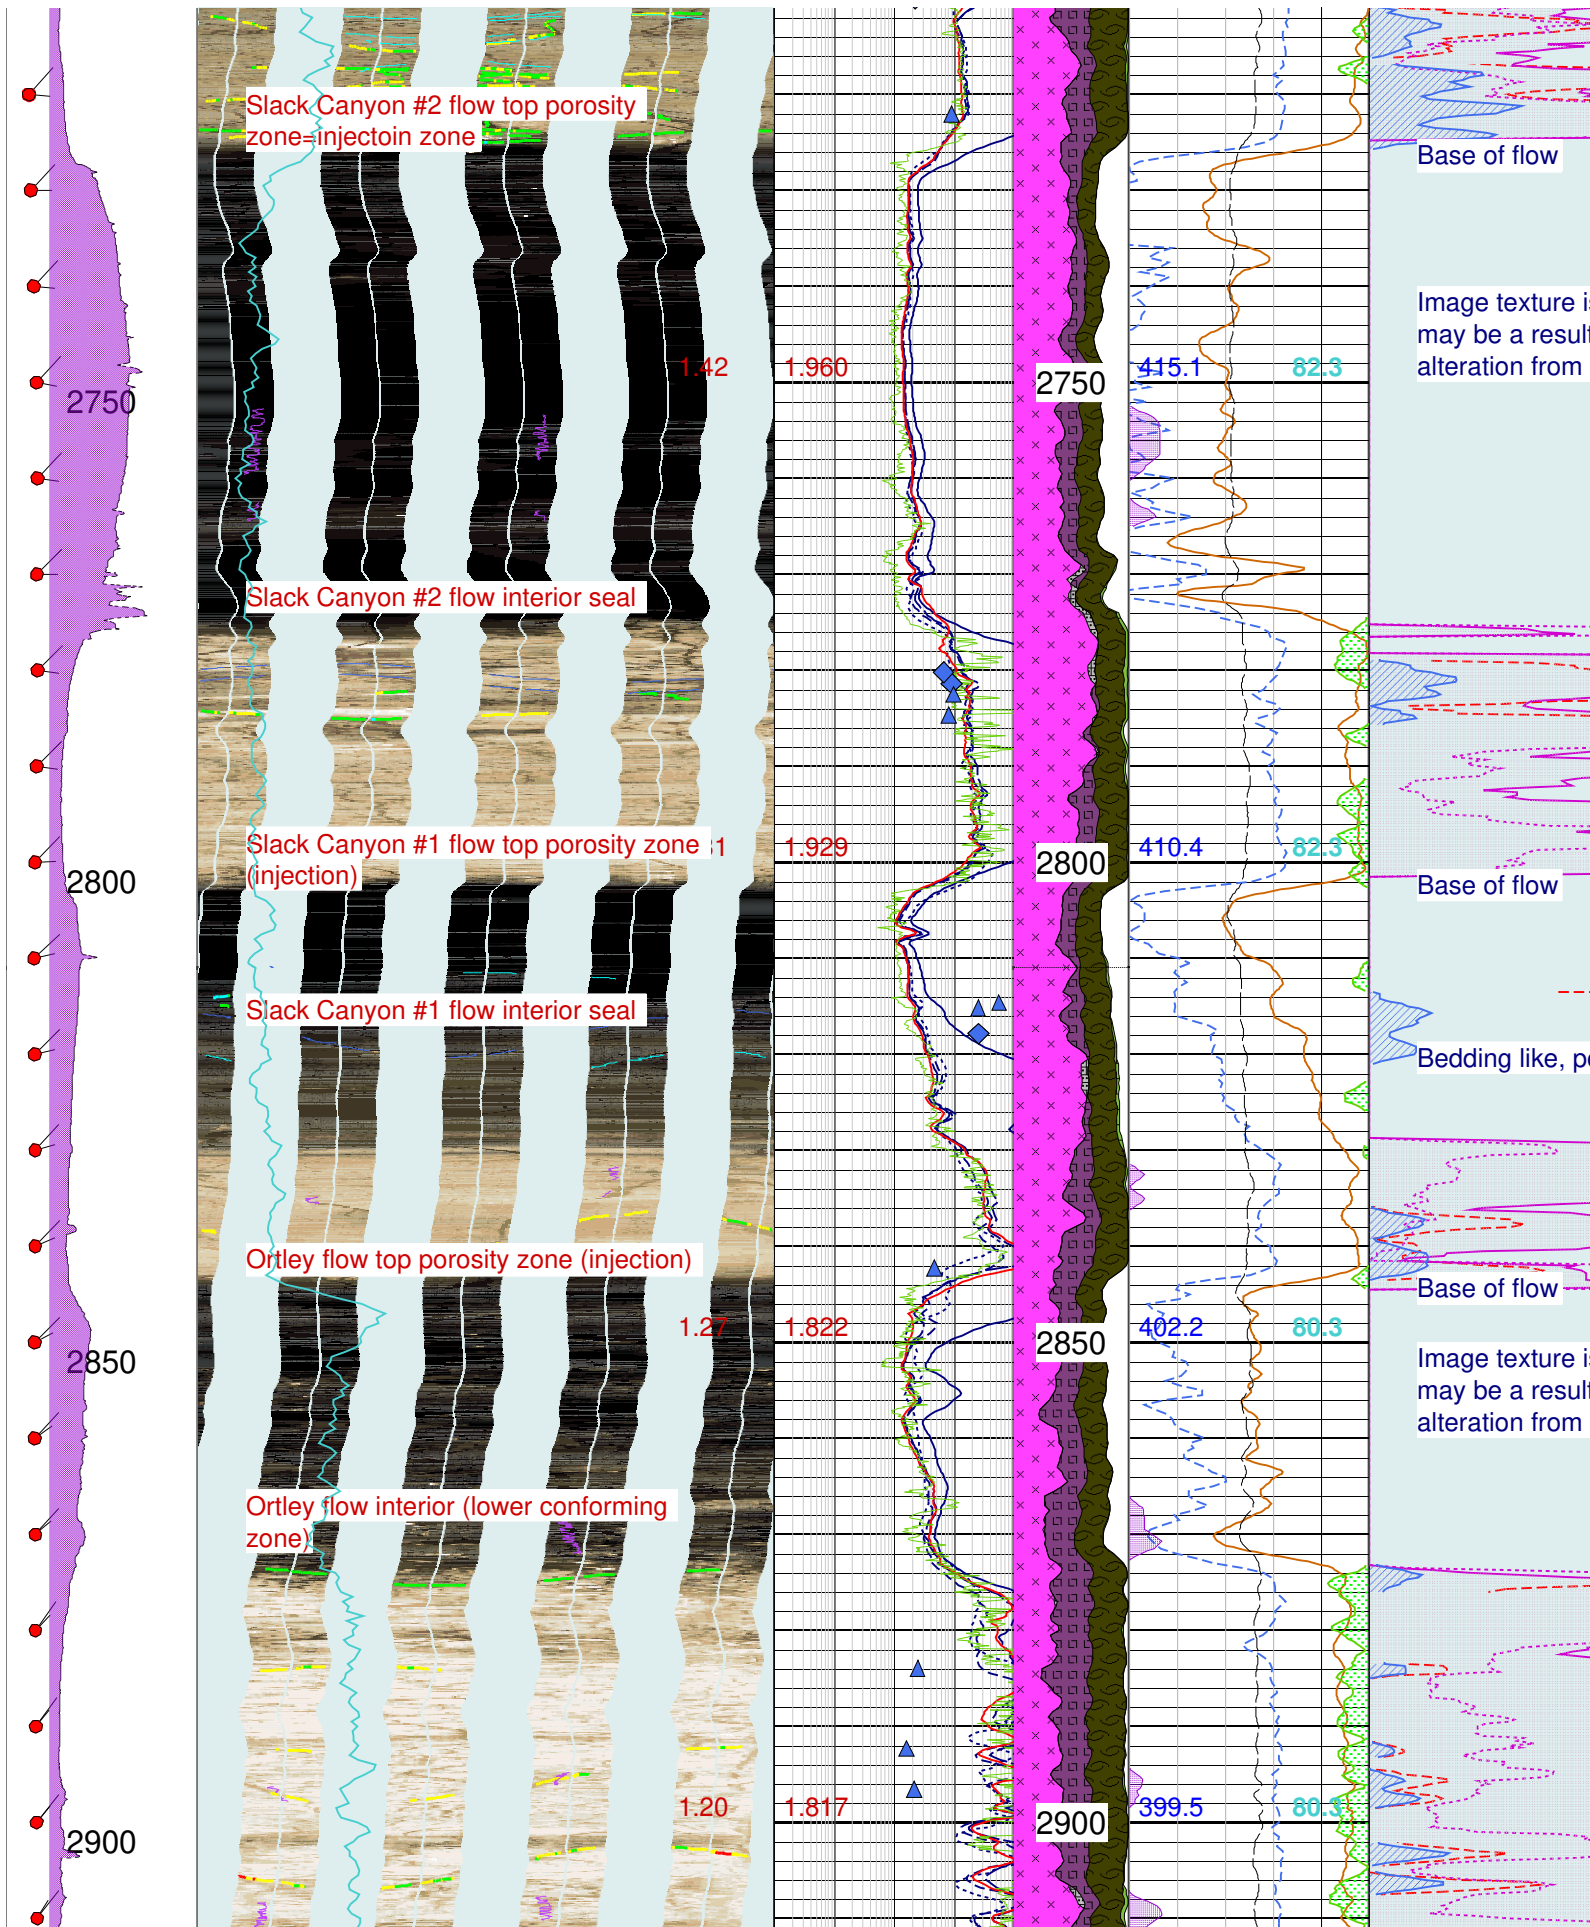 Slack Canyon #2 flow top porosity
zone=injectoin zone
Base of flow
Image texture is
may be a result
alteration from
1.42
1.960
2750
415.1
82.3
2750
Slack Canyon #2 flow interior seal
Slack Canyon #1 flow top porosity zone
(injection)
1.929
2800
410.4
82.3
2800
Base of flow
Slack Canyon #1 flow interior seal
Bedding like, po
Ortley flow top porosity zone (injection)
Base of flow
1.27
1.822
2850
402.2
80.3
2850
Image texture is
may be a result
alteration from
Ortley flow interior (lower conforming
zone)
1.20
1.817
2900
399.5
80.3
2900